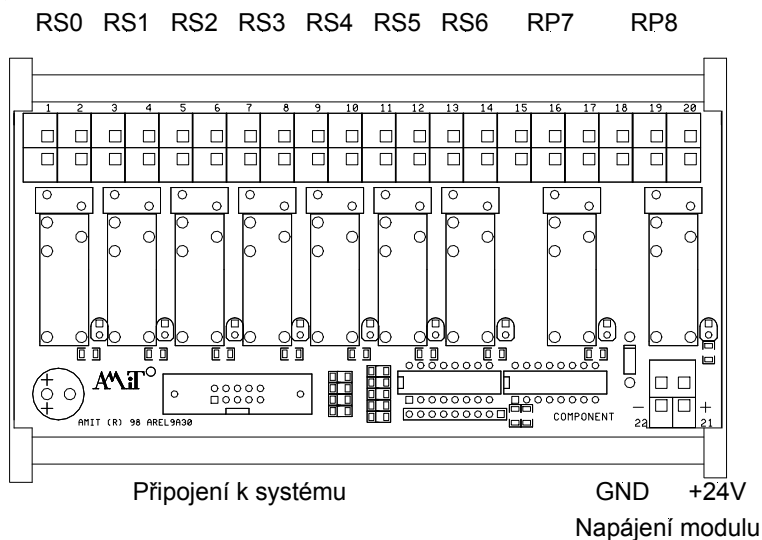 RS0 RS1 RS2 RS3 RS4 RS5 RS6 RP7 RP8
1 2 3 4 5 6 7 8 9 10 11 12 13 14 15 16 17 18 19 20
AMiT
AMIT (R) 98 AREL9A30
COMPONENT
- +
22 21
Připojení k systému
GND +24V
Napájení modulu